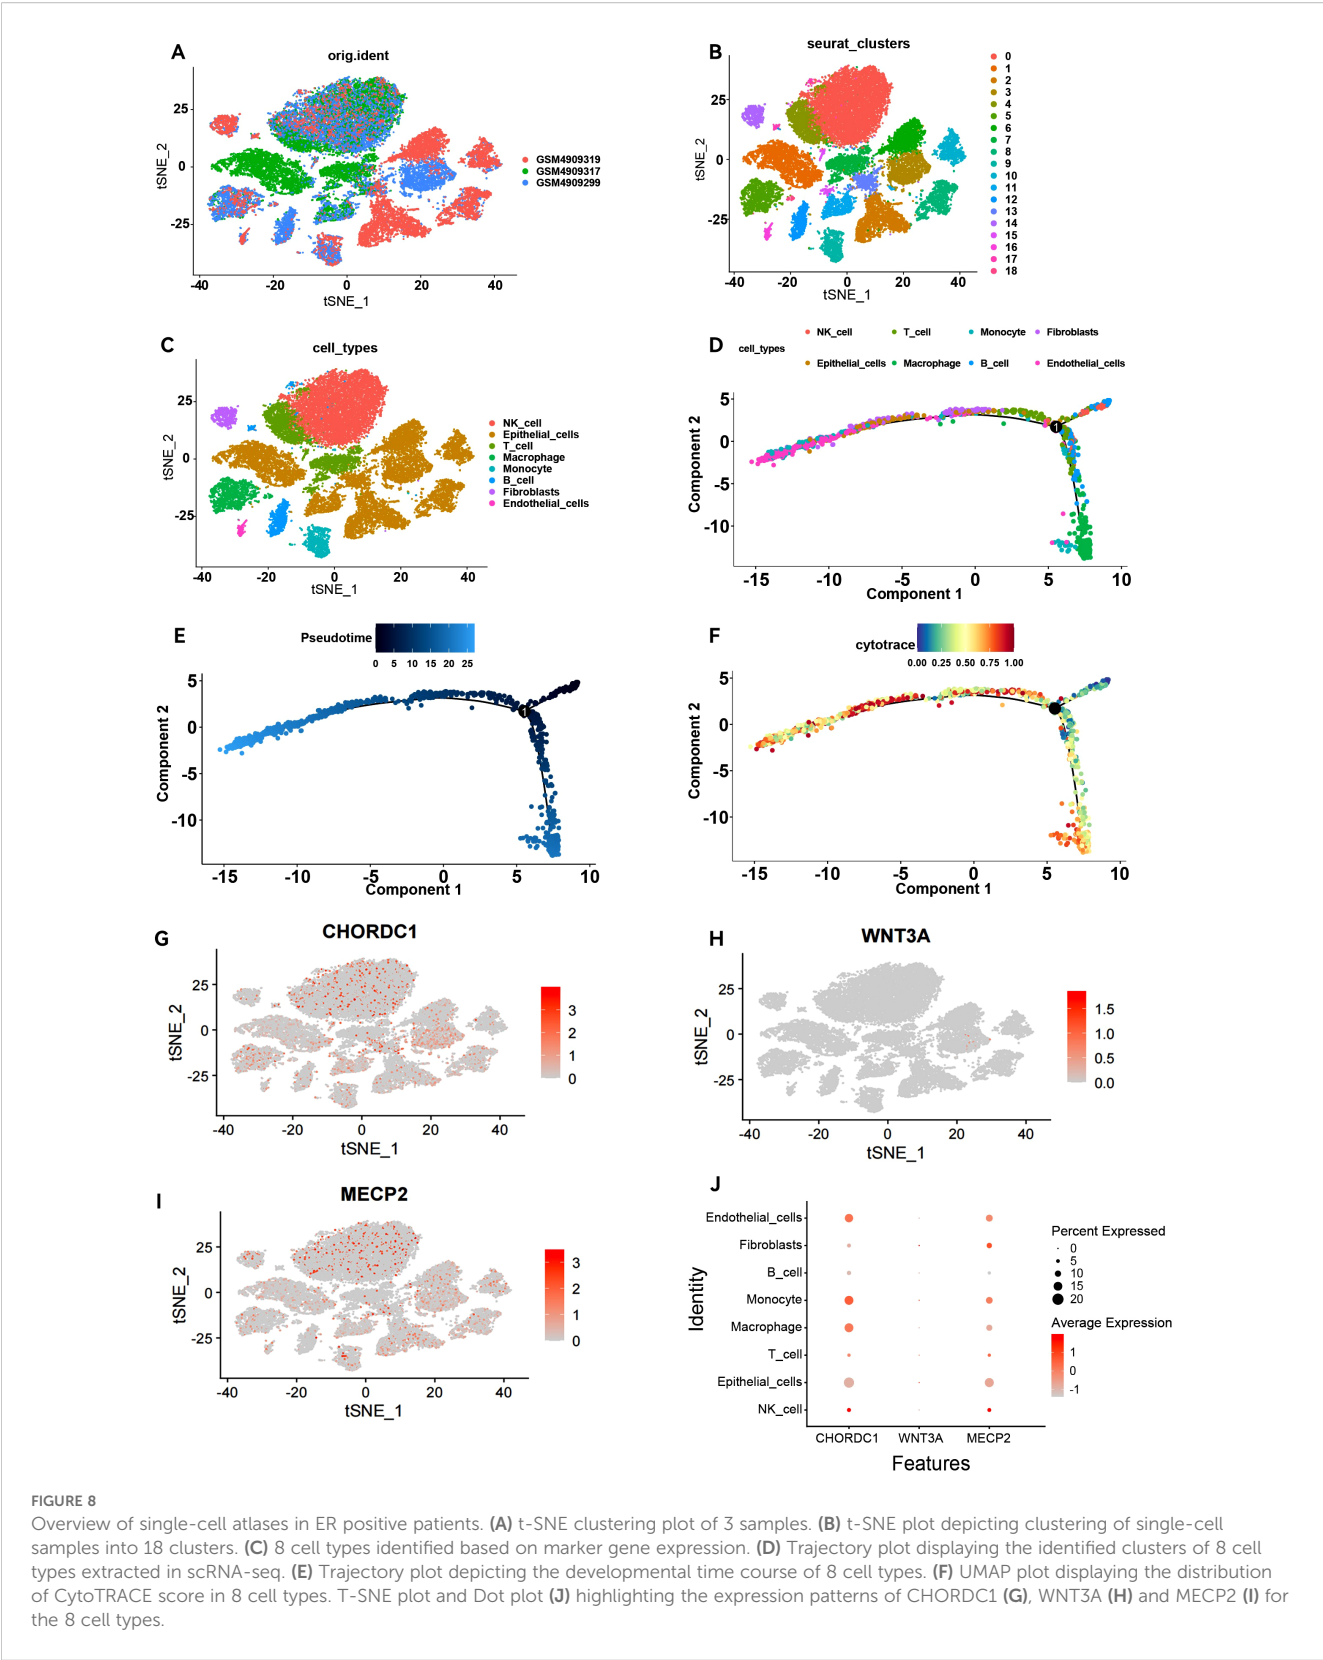 A
orig.ident
25
0
-25
tSNE_2
-40 -20 0 20 40
tSNE_1
GSM4909319
GSM4909317
GSM4909299
B
seurat_clusters
25
0
-25
tSNE_2
-40 -20 0 20 40
tSNE_1
0
1
2
3
4
5
6
7
8
9
10
11
12
13
14
15
16
17
18
C
cell_types
25
0
-25
tSNE_2
-40 -20 0 20 40
tSNE_1
NK_cell
Epithelial_cells
T_cell
Macrophage
Monocyte
B_cell
Fibroblasts
Endothelial_cells
D
cell_types
NK_cell T_cell Monocyte Fibroblasts
Epithelial_cells Macrophage B_cell Endothelial_cells
5
0
-5
-10
Component 2
1
-15 -10 -5 0 5 10
Component 1
E
Pseudotime
0 5 10 15 20 25
5
0
-5
-10
Component 2
1
-15 -10 -5 0 5 10
Component 1
F
cytotrace
0.00 0.25 0.50 0.75 1.00
5
0
-5
-10
Component 2
-15 -10 -5 0 5 10
Component 1
G
CHORDC1
25
0
-25
tSNE_2
-40 -20 0 20 40
tSNE_1
3
2
1
0
H
WNT3A
25
0
-25
tSNE_2
-40 -20 0 20 40
tSNE_1
1.5
1.0
0.5
0.0
I
MECP2
25
0
-25
tSNE_2
-40 -20 0 20 40
tSNE_1
3
2
1
0
J
Identity
Endothelial_cells
Fibroblasts
B_cell
Monocyte
Macrophage
T_cell
Epithelial_cells
NK_cell
CHORDC1 WNT3A MECP2
Features
Percent Expressed
0
5
10
15
20
Average Expression
1
0
-1
FIGURE 8
Overview of single-cell atlases in ER positive patients. (A) t-SNE clustering plot of 3 samples. (B) t-SNE plot depicting clustering of single-cell
samples into 18 clusters. (C) 8 cell types identified based on marker gene expression. (D) Trajectory plot displaying the identified clusters of 8 cell
types extracted in scRNA-seq. (E) Trajectory plot depicting the developmental time course of 8 cell types. (F) UMAP plot displaying the distribution
of CytoTRACE score in 8 cell types. T-SNE plot and Dot plot (J) highlighting the expression patterns of CHORDC1 (G), WNT3A (H) and MECP2 (I) for
the 8 cell types.